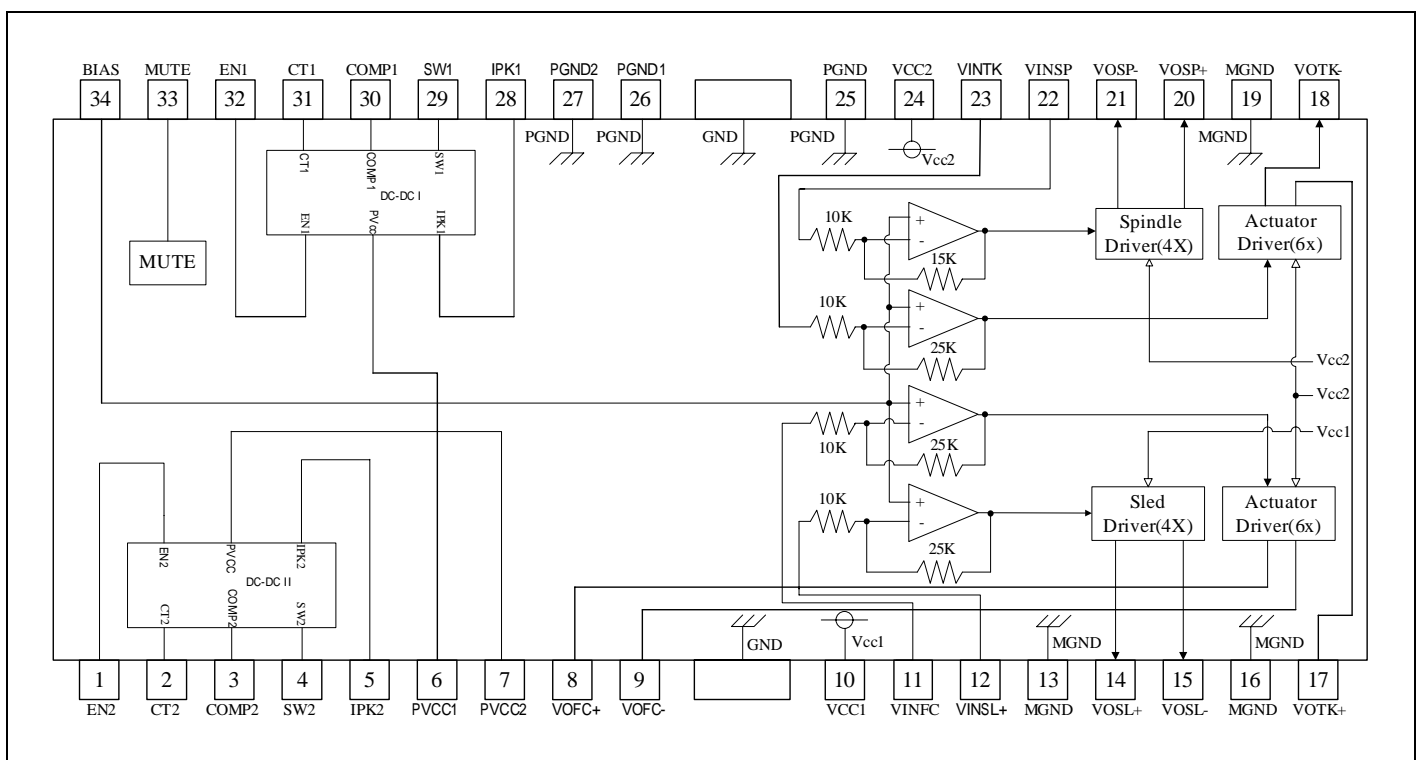 BIAS MUTE EN1 CT1 COMP1 SW1 IPK1 PGND2 PGND1 PGND VCC2 VINTK VINSP VOSP- VOSP+ MGND VOTK-
34 33 32 31 30 29 28 27 26 25 24 23 22 21 20 19 18
PGND PGND GND PGND Vcc2 MGND
CT1 COMP1 SW1
DC-DC I
EN1 PVcc IPK1
MUTE
10K + -
15K
Spindle
Driver(4X)
Actuator
Driver(6x)
10K + -
25K
Vcc2
Vcc2
Vcc1
10K + -
25K
10K + -
25K
Sled
Driver(4X)
Actuator
Driver(6x)
EN2 PVCC IPK2
DC-DC II
CT2 COMP2 SW2
GND Vcc1 MGND MGND
1 2 3 4 5 6 7 8 9 10 11 12 13 14 15 16 17
EN2 CT2 COMP2 SW2 IPK2 PVCC1 PVCC2 VOFC+ VOFC- VCC1 VINFC VINSL+ MGND VOSL+ VOSL- MGND VOTK+